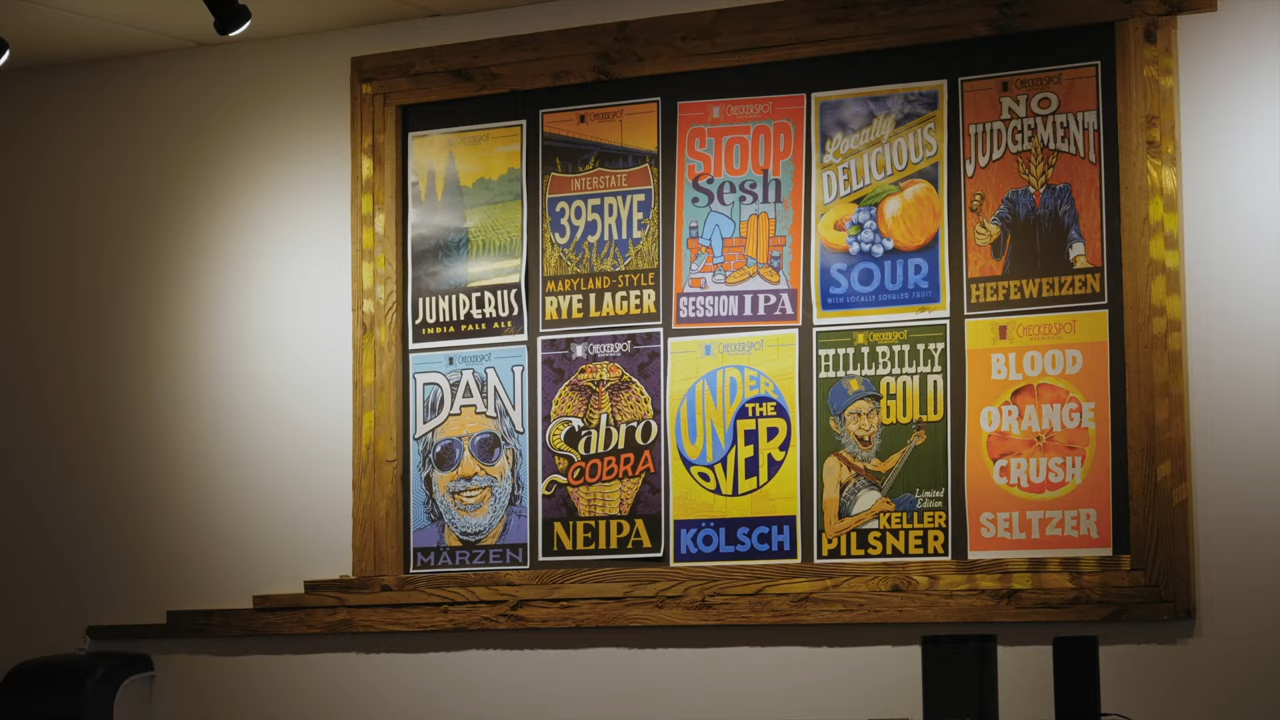 CHECKERSPOT
JUNIPERUS
INDIA PALE ALE
CHECKERSPOT
INTERSTATE
395RYE
MARYLAND-STYLE
RYE LAGER
CHECKERSPOT
STOOP
Sesh
SESSION IPA
Locally
DELICIOUS
SOUR
WITH LOCALLY SOURCED FRUIT
CHECKERSPOT
NO
JUDGEMENT
HEFEWEIZEN
CHECKERSPOT
DAN
MÄRZEN
CHECKERSPOT
Sabro
COBRA
NEIPA
CHECKERSPOT
UNDER
THE
OVER
KÖLSCH
CHECKERSPOT
HILLBILLY
GOLD
Limited
Edition
KELLER
PILSNER
CHECKERSPOT
BLOOD
ORANGE
CRUSH
SELTZER